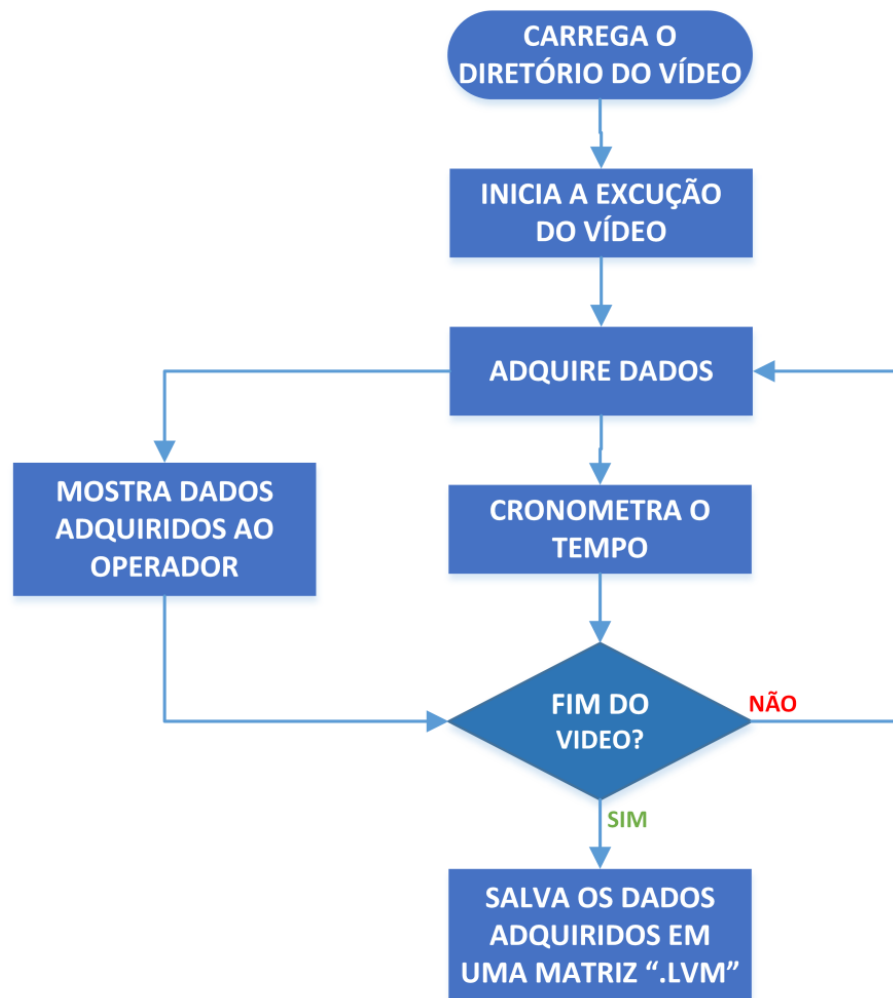 CARREGA O
DIRETÓRIO DO VÍDEO
INICIA A EXCUÇÃO
DO VÍDEO
ADQUIRE DADOS
MOSTRA DADOS
ADQUIRIDOS AO
OPERADOR
CRONOMETRA O
TEMPO
FIM DO
VIDEO?
NÃO
SIM
SALVA OS DADOS
ADQUIRIDOS EM
UMA MATRIZ “.LVM”